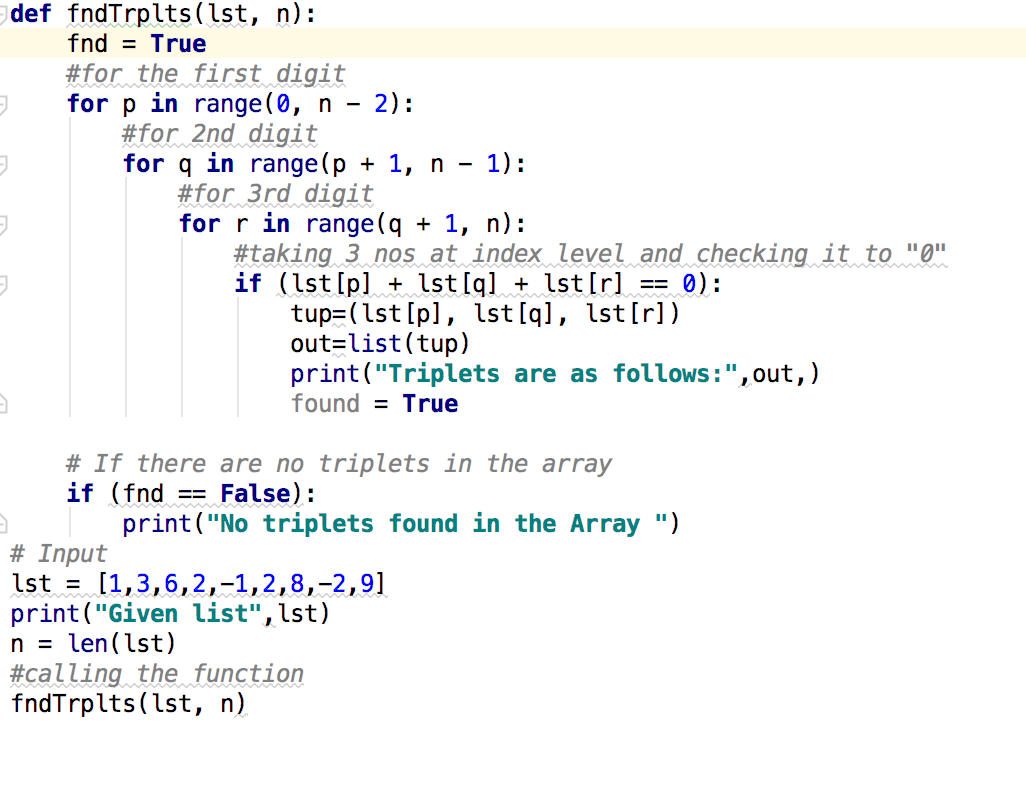 def fndTrplts(lst, n):
    fnd = True
    #for the first digit
    for p in range(0, n - 2):
        #for 2nd digit
        for q in range(p + 1, n - 1):
            #for 3rd digit
            for r in range(q + 1, n):
                #taking 3 nos at index level and checking it to "0"
                if (lst[p] + lst[q] + lst[r] == 0):
                    tup=(lst[p], lst[q], lst[r])
                    out=list(tup)
                    print("Triplets are as follows:",out,)
                    found = True
    # If there are no triplets in the array
    if (fnd == False):
        print("No triplets found in the Array ")
# Input
lst = [1,3,6,2,-1,2,8,-2,9]
print("Given list",lst)
n = len(lst)
#calling the function
fndTrplts(lst, n)